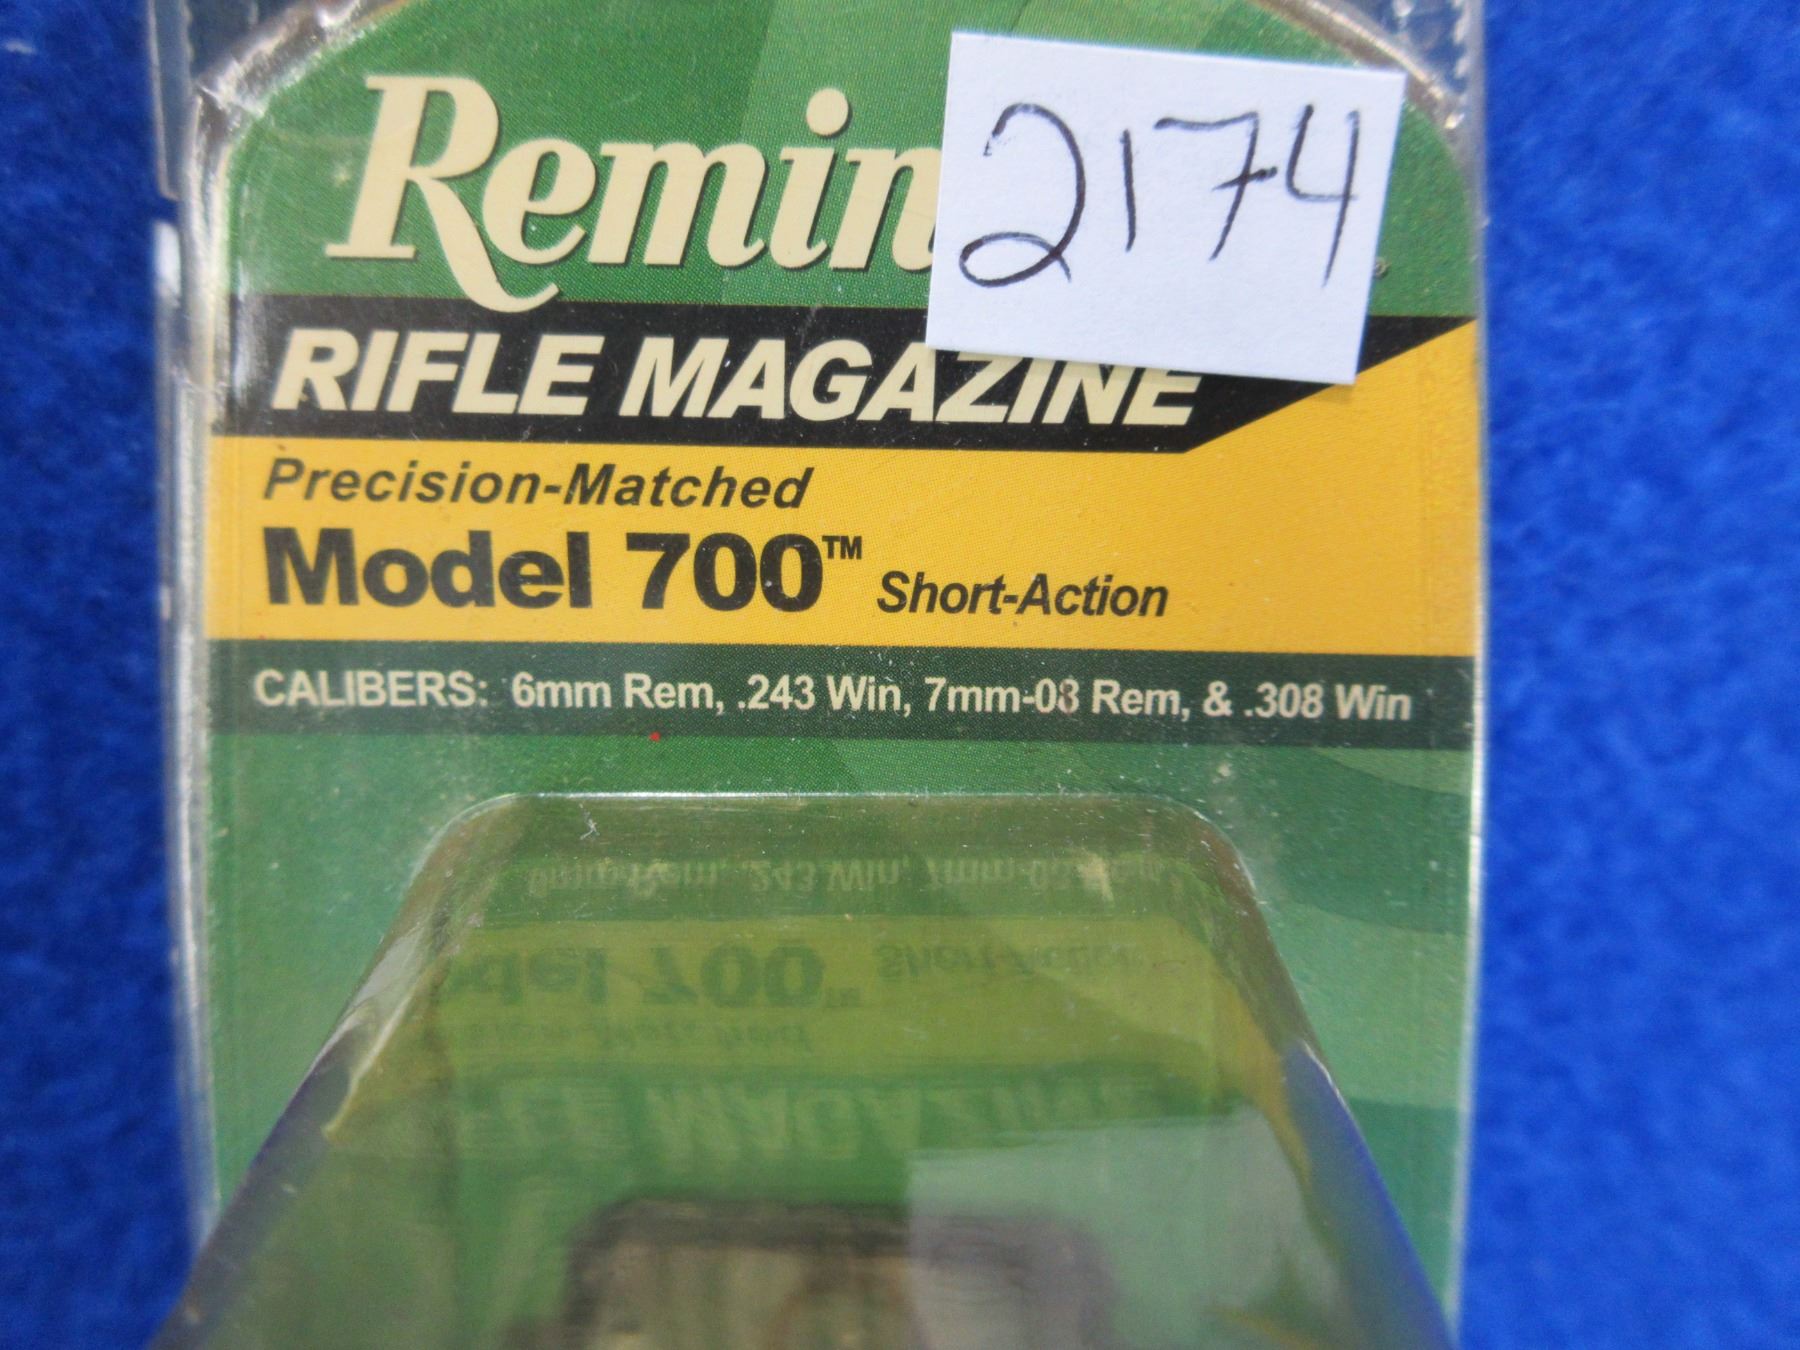 Remin
2174
RIFLE MAGAZINE
Precision-Matched
Model 700™ Short-Action
CALIBERS: 6mm Rem, .243 Win, 7mm-08 Rem, & .308 Win